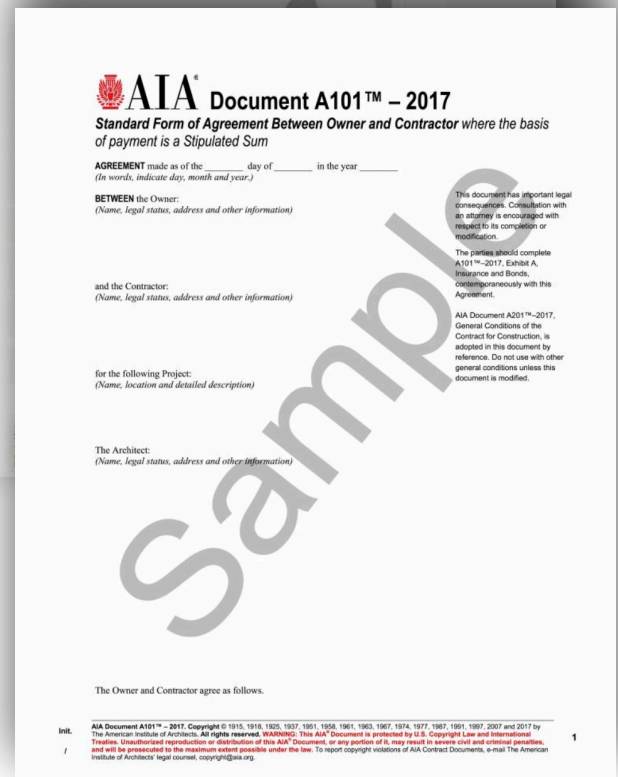 AIA® Document A101™ – 2017
Standard Form of Agreement Between Owner and Contractor where the basis
of payment is a Stipulated Sum
AGREEMENT made as of the ________ day of ________ in the year ________
(In words, indicate day, month and year.)
BETWEEN the Owner:
(Name, legal status, address and other information)
and the Contractor:
(Name, legal status, address and other information)
for the following Project:
(Name, location and detailed description)
The Architect:
(Name, legal status, address and other information)
The Owner and Contractor agree as follows.
This document has important legal
consequences. Consultation with
an attorney is encouraged with
respect to its completion or
modification.
The parties should complete
A101™–2017, Exhibit A,
Insurance and Bonds,
contemporaneously with this
Agreement.
AIA Document A201™–2017,
General Conditions of the
Contract for Construction, is
adopted in this document by
reference. Do not use with other
general conditions unless this
document is modified.
Sample
Init.
/
AIA Document A101™ – 2017. Copyright © 1915, 1918, 1925, 1937, 1951, 1958, 1961, 1963, 1967, 1974, 1977, 1987, 1991, 1997, 2007 and 2017 by
The American Institute of Architects. All rights reserved. WARNING: This AIA® Document is protected by U.S. Copyright Law and International
Treaties. Unauthorized reproduction or distribution of this AIA® Document, or any portion of it, may result in severe civil and criminal penalties,
and will be prosecuted to the maximum extent possible under the law. To report copyright violations of AIA Contract Documents, e-mail The American
Institute of Architects' legal counsel, copyright@aia.org.
1